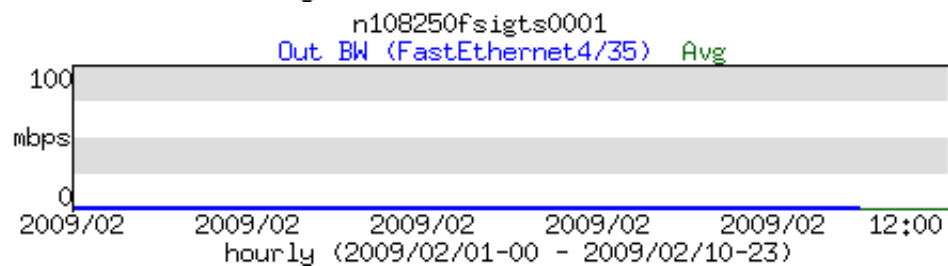 n108250fsigts0001
Out BW (FastEthernet4/35) Avg
100
mbps
0
2009/02 2009/02 2009/02 2009/02 2009/02 12:00
hourly (2009/02/01-00 - 2009/02/10-23)